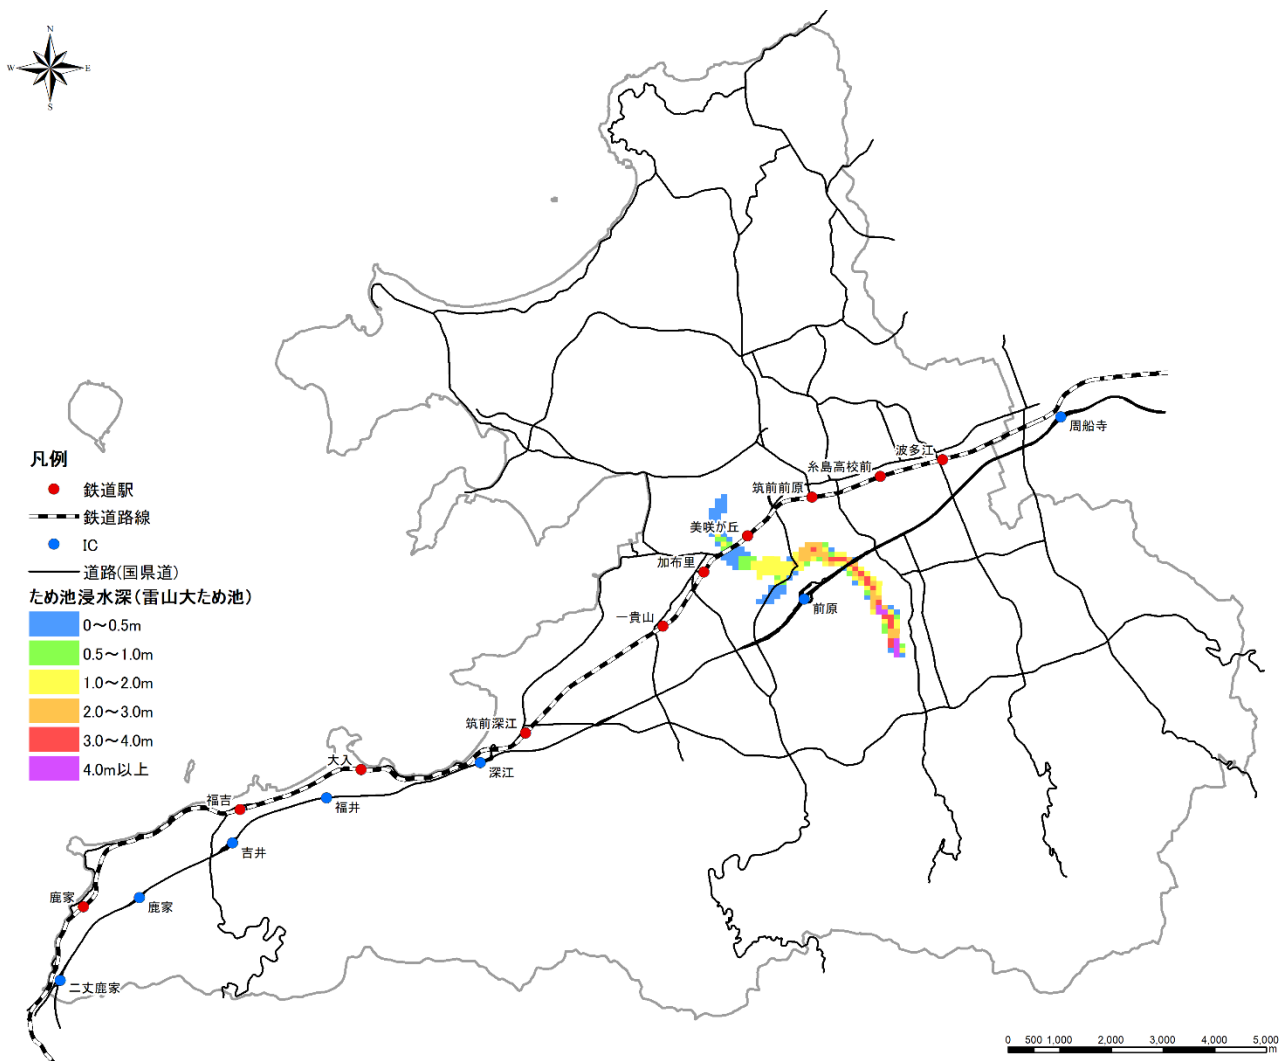 N
W
E
S
周船寺
波多江
糸島高校前
筑前前原
美咲が丘
加布里
前原
一貴山
筑前深江
深江
大入
福井
福吉
吉井
鹿家
鹿家
二丈鹿家
凡例
鉄道駅
鉄道路線
IC
道路(国県道)
ため池浸水深(雷山大ため池)
0～0.5m
0.5～1.0m
1.0～2.0m
2.0～3.0m
3.0～4.0m
4.0m以上
0 500 1,000 2,000 3,000 4,000 5,000
m